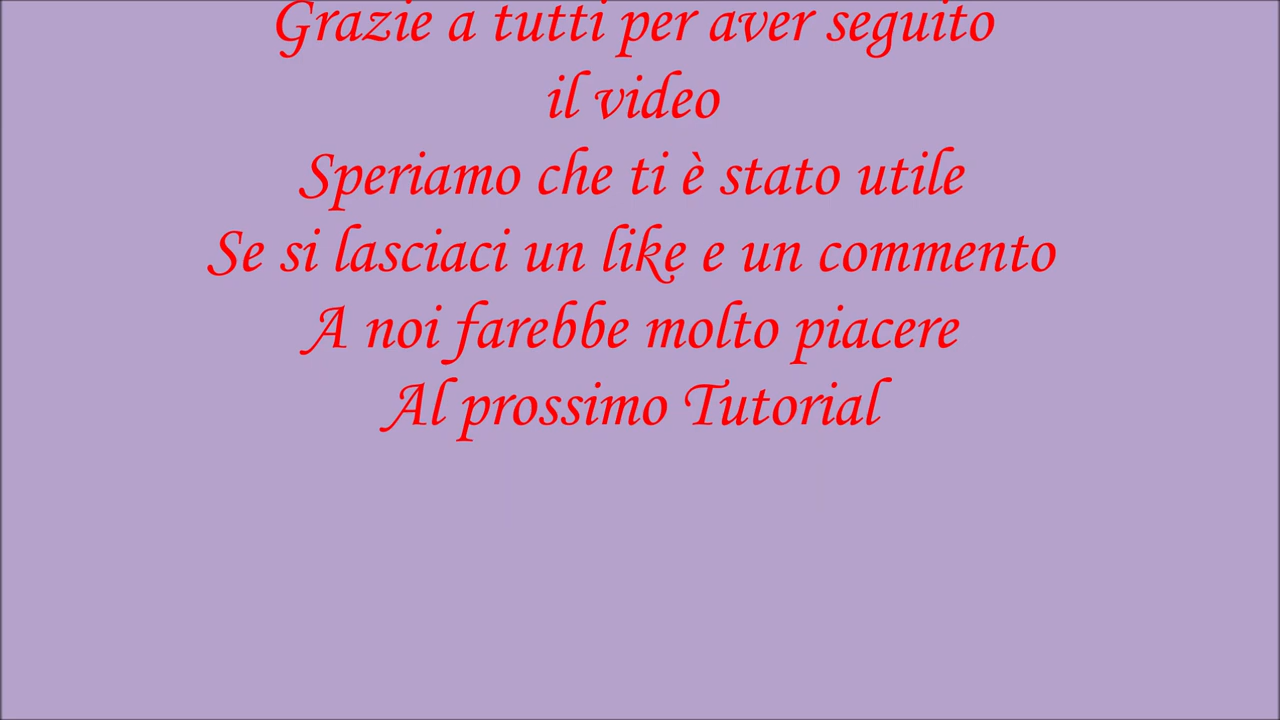 Grazie a tutti per aver seguito
il video
Speriamo che ti è stato utile
Se si lasciaci un like e un commento
A noi farebbe molto piacere
Al prossimo Tutorial